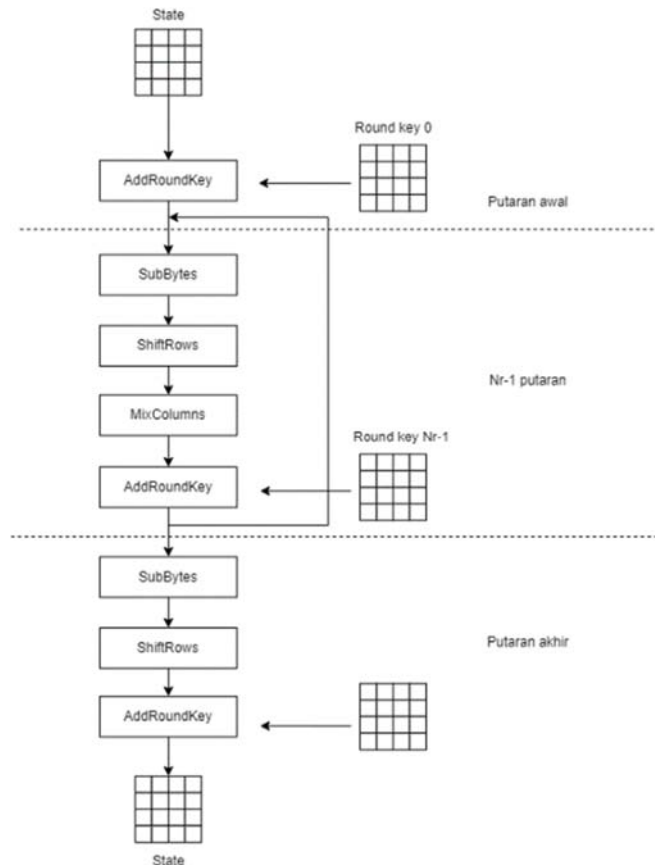 State
Round key 0
AddRoundKey
Putaran awal
SubBytes
ShiftRows
Nr-1 putaran
MixColumns
Round key Nr-1
AddRoundKey
SubBytes
ShiftRows
Putaran akhir
AddRoundKey
State